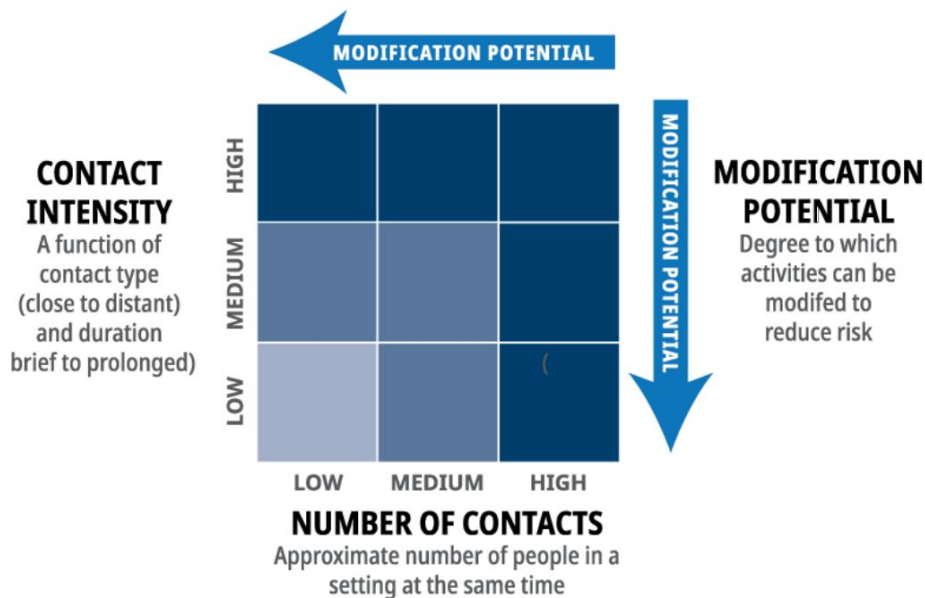 MODIFICATION POTENTIAL
CONTACT
INTENSITY
A function of
contact type
(close to distant)
and duration
brief to prolonged)
HIGH
MEDIUM
LOW
(
MODIFICATION POTENTIAL
MODIFICATION
POTENTIAL
Degree to which
activities can be
modifed to
reduce risk
LOW MEDIUM HIGH
NUMBER OF CONTACTS
Approximate number of people in a
setting at the same time